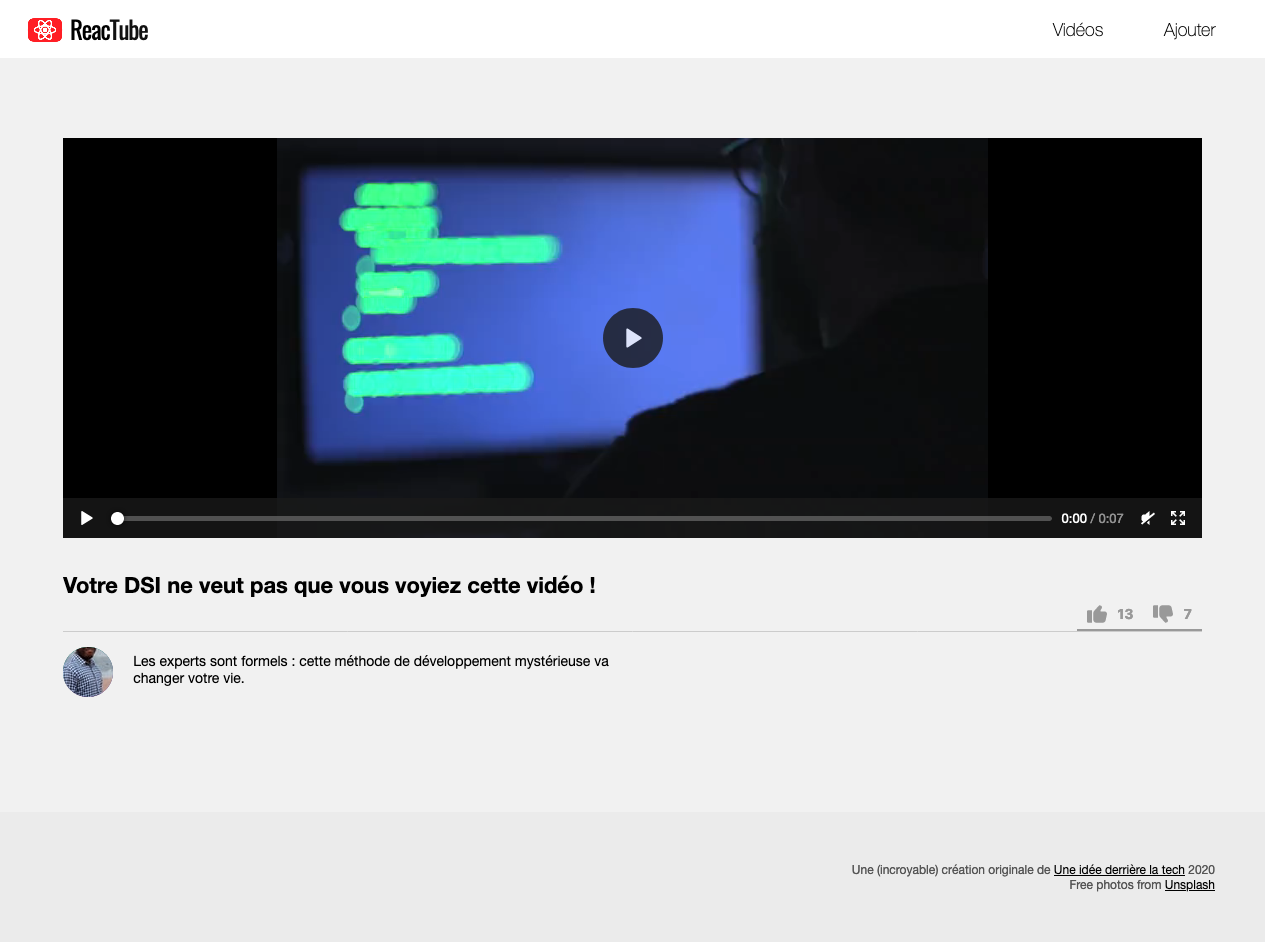 ReacTube
Vidéos
Ajouter
0:00 / 0:07
Votre DSI ne veut pas que vous voyiez cette vidéo !
13
7
Les experts sont formels : cette méthode de développement mystérieuse va
changer votre vie.
Une (incroyable) création originale de Une idée derrière la tech 2020
Free photos from Unsplash